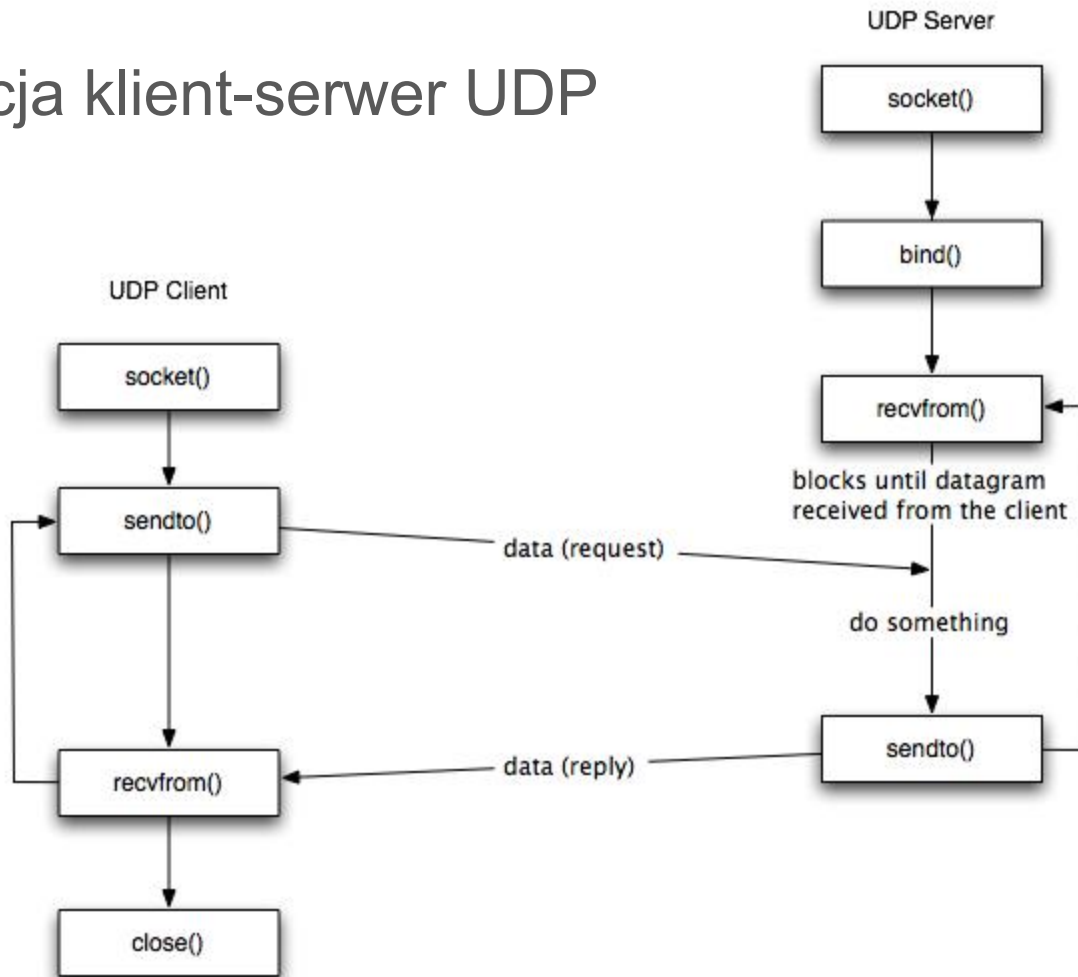 cja klient-serwer UDP
UDP Server
socket()
bind()
recvfrom()
blocks until datagram
received from the client
do something
sendto()
UDP Client
socket()
sendto()
data (request)
data (reply)
recvfrom()
close()